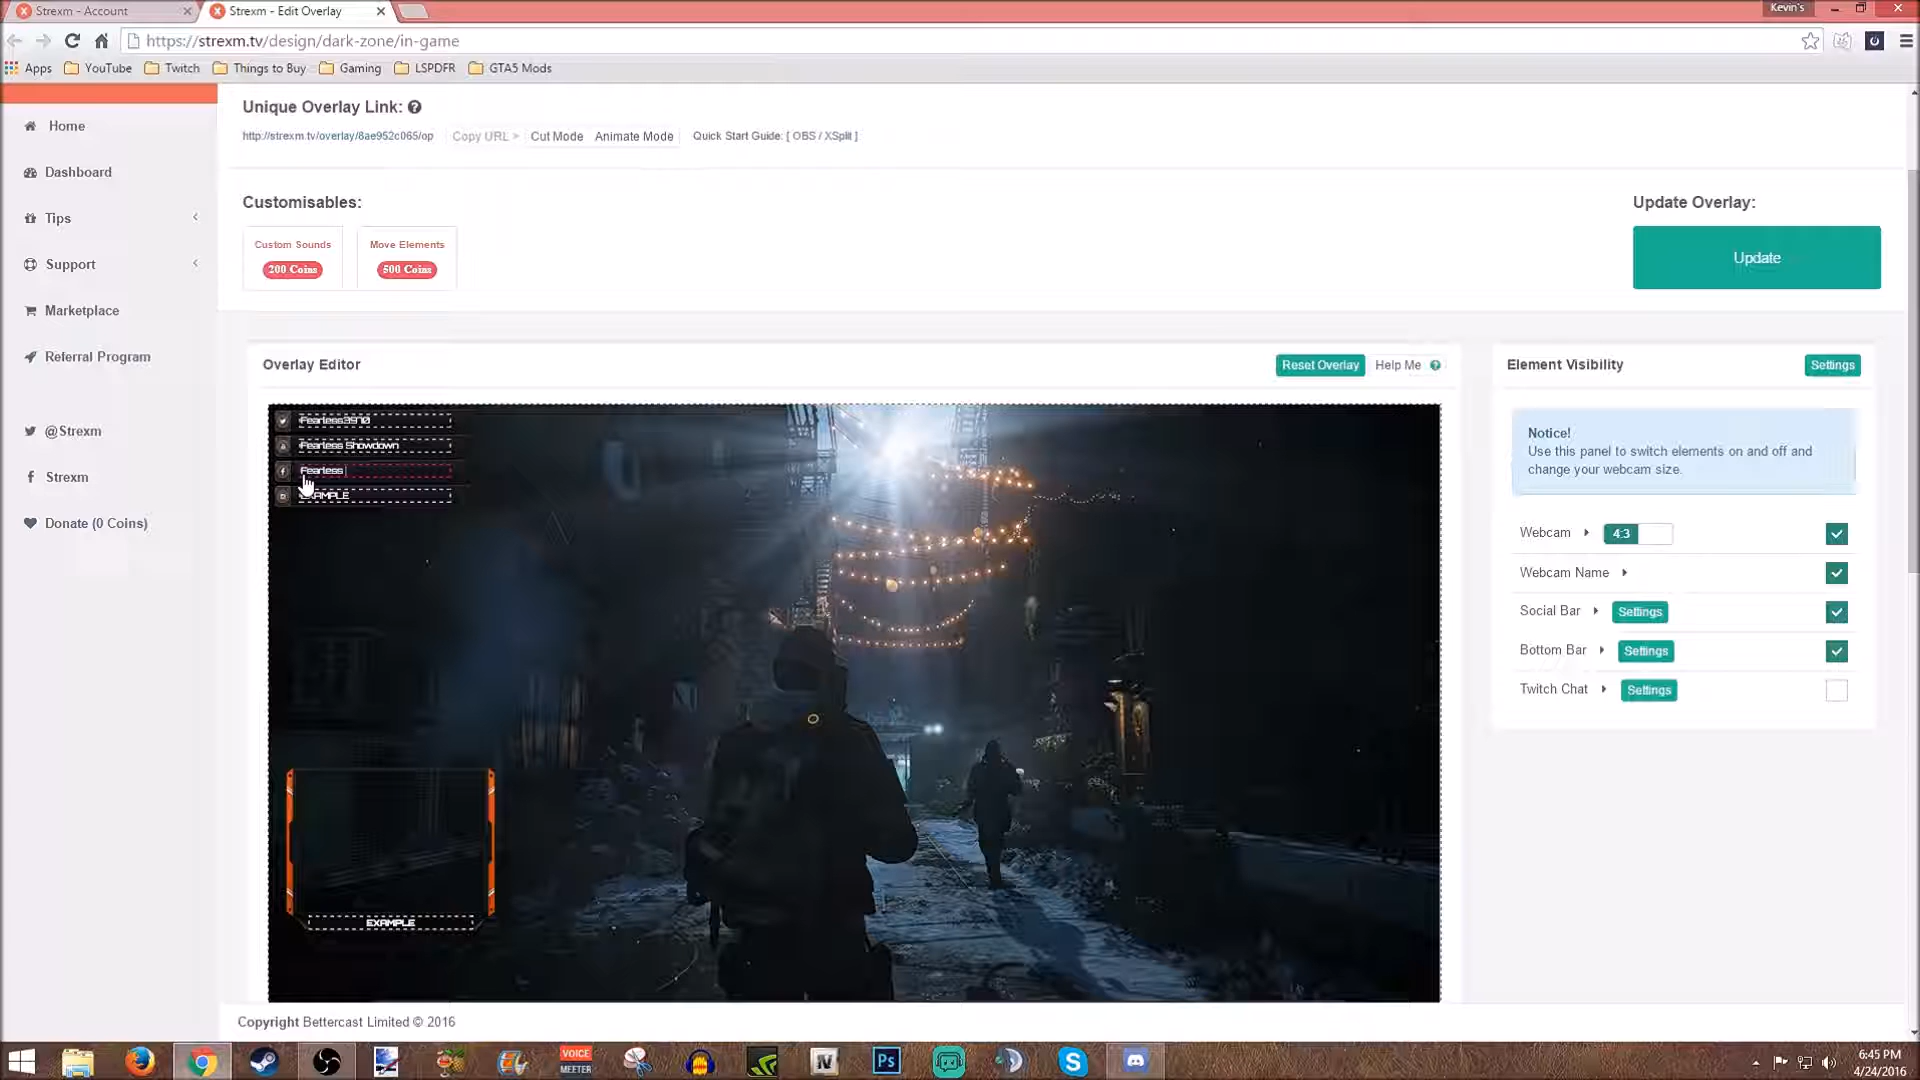 Strexm - Account
Strexm - Edit Overlay
Kevin's
https://strexm.tv/design/dark-zone/in-game
Apps
YouTube
Twitch
Things to Buy
Gaming
LSPDFR
GTA5 Mods
Home
Dashboard
Tips
Support
Marketplace
Referral Program
@Strexm
Strexm
Donate (0 Coins)
Unique Overlay Link:
http://strexm.tv/overlay/8ae952c065/op
Copy URL >
Cut Mode
Animate Mode
Quick Start Guide: [ OBS / XSplit ]
Customisables:
Custom Sounds
200 Coins
Move Elements
500 Coins
Update Overlay:
Update
Overlay Editor
Reset Overlay
Help Me
Fearless3970
Fearless Showdown
Fearless
EXAMPLE
EXAMPLE
Element Visibility
Settings
Notice!
Use this panel to switch elements on and off and
change your webcam size.
Webcam
4:3
Webcam Name
Social Bar
Settings
Bottom Bar
Settings
Twitch Chat
Settings
Copyright Bettercast Limited © 2016
VOICE
MEETER
Ps
6:45 PM
4/24/2016